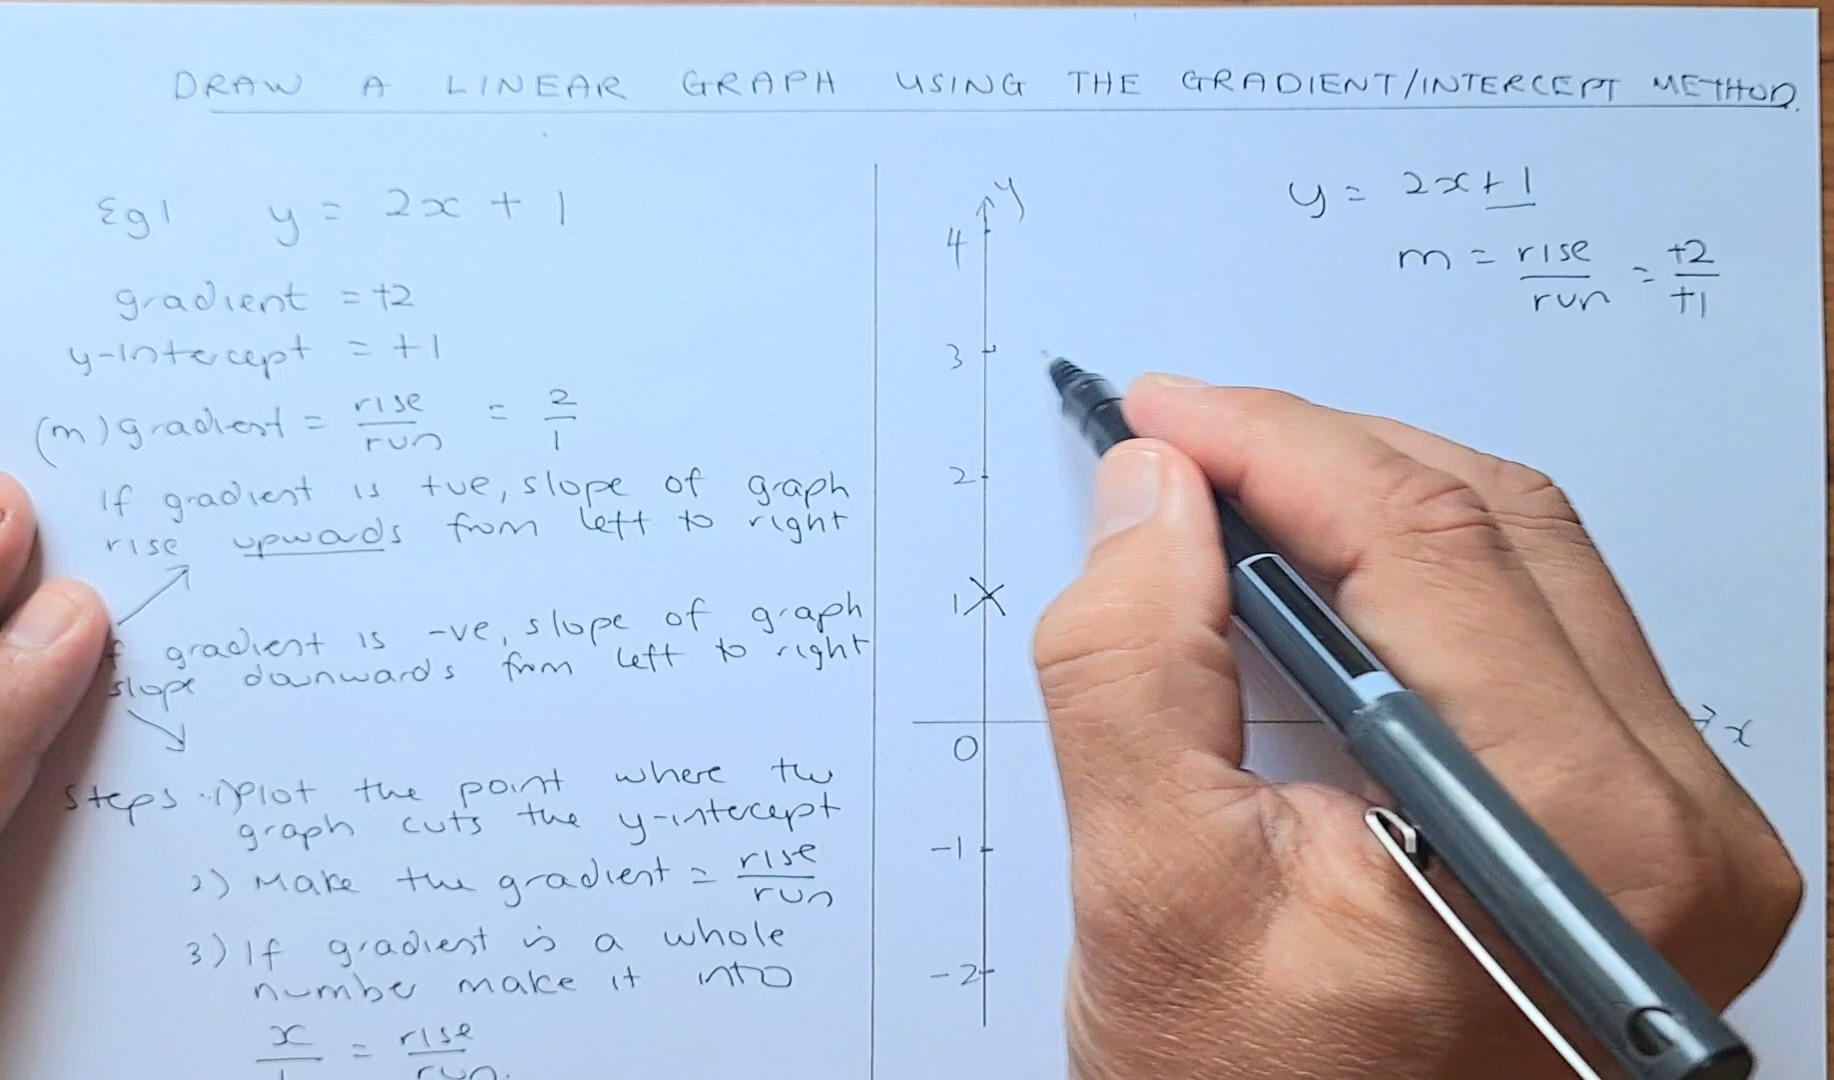 DRAW A LINEAR GRAPH USING THE GRADIENT/INTERCEPT METHOD.
Eg1 y = 2x + 1
gradient = +2
y-intercept = +1
(m) gradient = rise/run = 2/1
If gradient is +ve, slope of graph
rise upwards from left to right
gradient is -ve, slope of graph
slope downwards from left to right
steps 1) Plot the point where the
graph cuts the y-intercept
2) Make the gradient = rise/run
3) If gradient is a whole
number make it into
x/1 = rise/run.
y = 2x + 1
m = rise/run = +2/+1
y
4
3
2
1
0
x
-1
-2